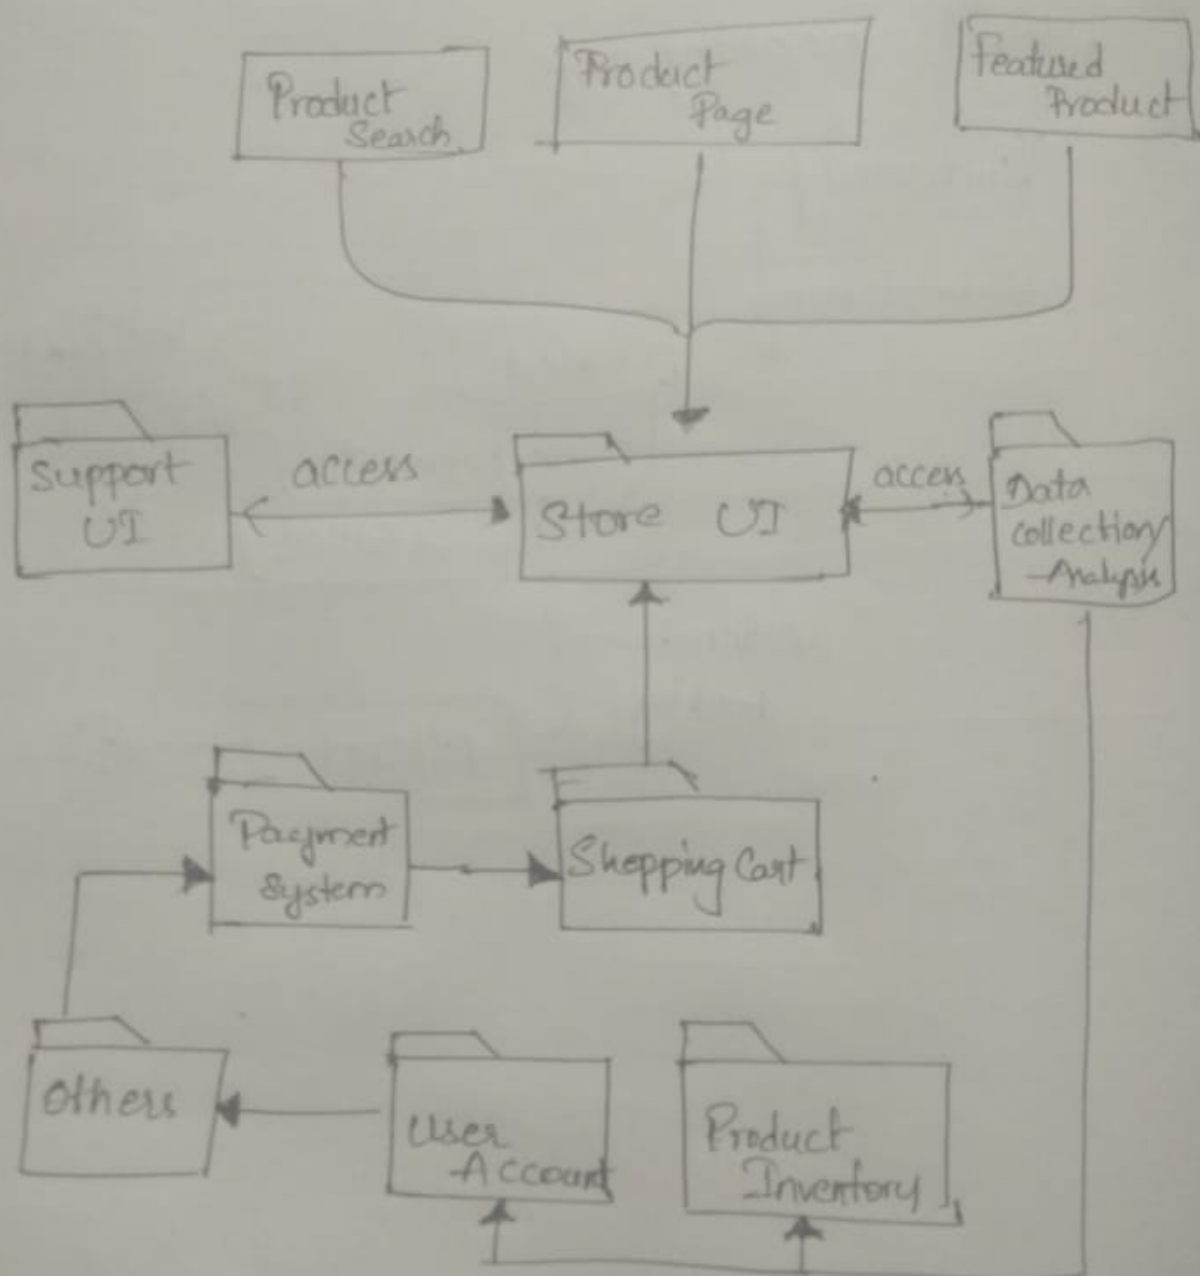 Product
Search
Product
Page
Featured
Product
Support
UI
access
Store UI
access
Data
Collection
Analysis
Payment
System
Shopping Cart
Others
User
Account
Product
Inventory